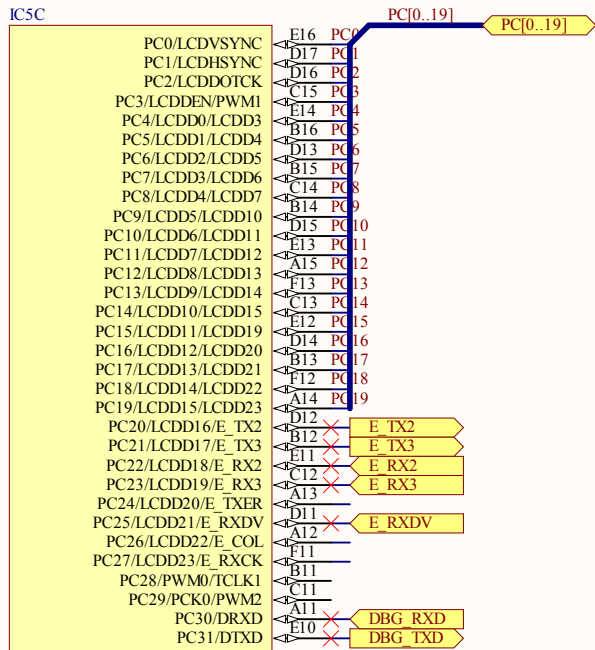 IC5C
PC[0..19]
PC[0..19]
PC0/LCDVSYNC E16 PC0
PC1/LCDHSYNC D17 PC1
PC2/LCDDOTCK D16 PC2
PC3/LCDDEN/PWM1 C15 PC3
PC4/LCDD0/LCDD3 E14 PC4
PC5/LCDD1/LCDD4 B16 PC5
PC6/LCDD2/LCDD5 D13 PC6
PC7/LCDD3/LCDD6 B15 PC7
PC8/LCDD4/LCDD7 C14 PC8
PC9/LCDD5/LCDD10 B14 PC9
PC10/LCDD6/LCDD11 D15 PC10
PC11/LCDD7/LCDD12 E13 PC11
PC12/LCDD8/LCDD13 A15 PC12
PC13/LCDD9/LCDD14 F13 PC13
PC14/LCDD10/LCDD15 C13 PC14
PC15/LCDD11/LCDD19 E12 PC15
PC16/LCDD12/LCDD20 D14 PC16
PC17/LCDD13/LCDD21 B13 PC17
PC18/LCDD14/LCDD22 F12 PC18
PC19/LCDD15/LCDD23 A14 PC19
PC20/LCDD16/E_TX2 D12 E_TX2
PC21/LCDD17/E_TX3 B12 E_TX3
PC22/LCDD18/E_RX2 E11 E_RX2
PC23/LCDD19/E_RX3 C12 E_RX3
PC24/LCDD20/E_TXER A13
PC25/LCDD21/E_RXDV D11 E_RXDV
PC26/LCDD22/E_COL A12
PC27/LCDD23/E_RXCK F11
PC28/PWM0/TCLK1 B11
PC29/PCK0/PWM2 C11
PC30/DRXD A11 DBG_RXD
PC31/DTXD E10 DBG_TXD